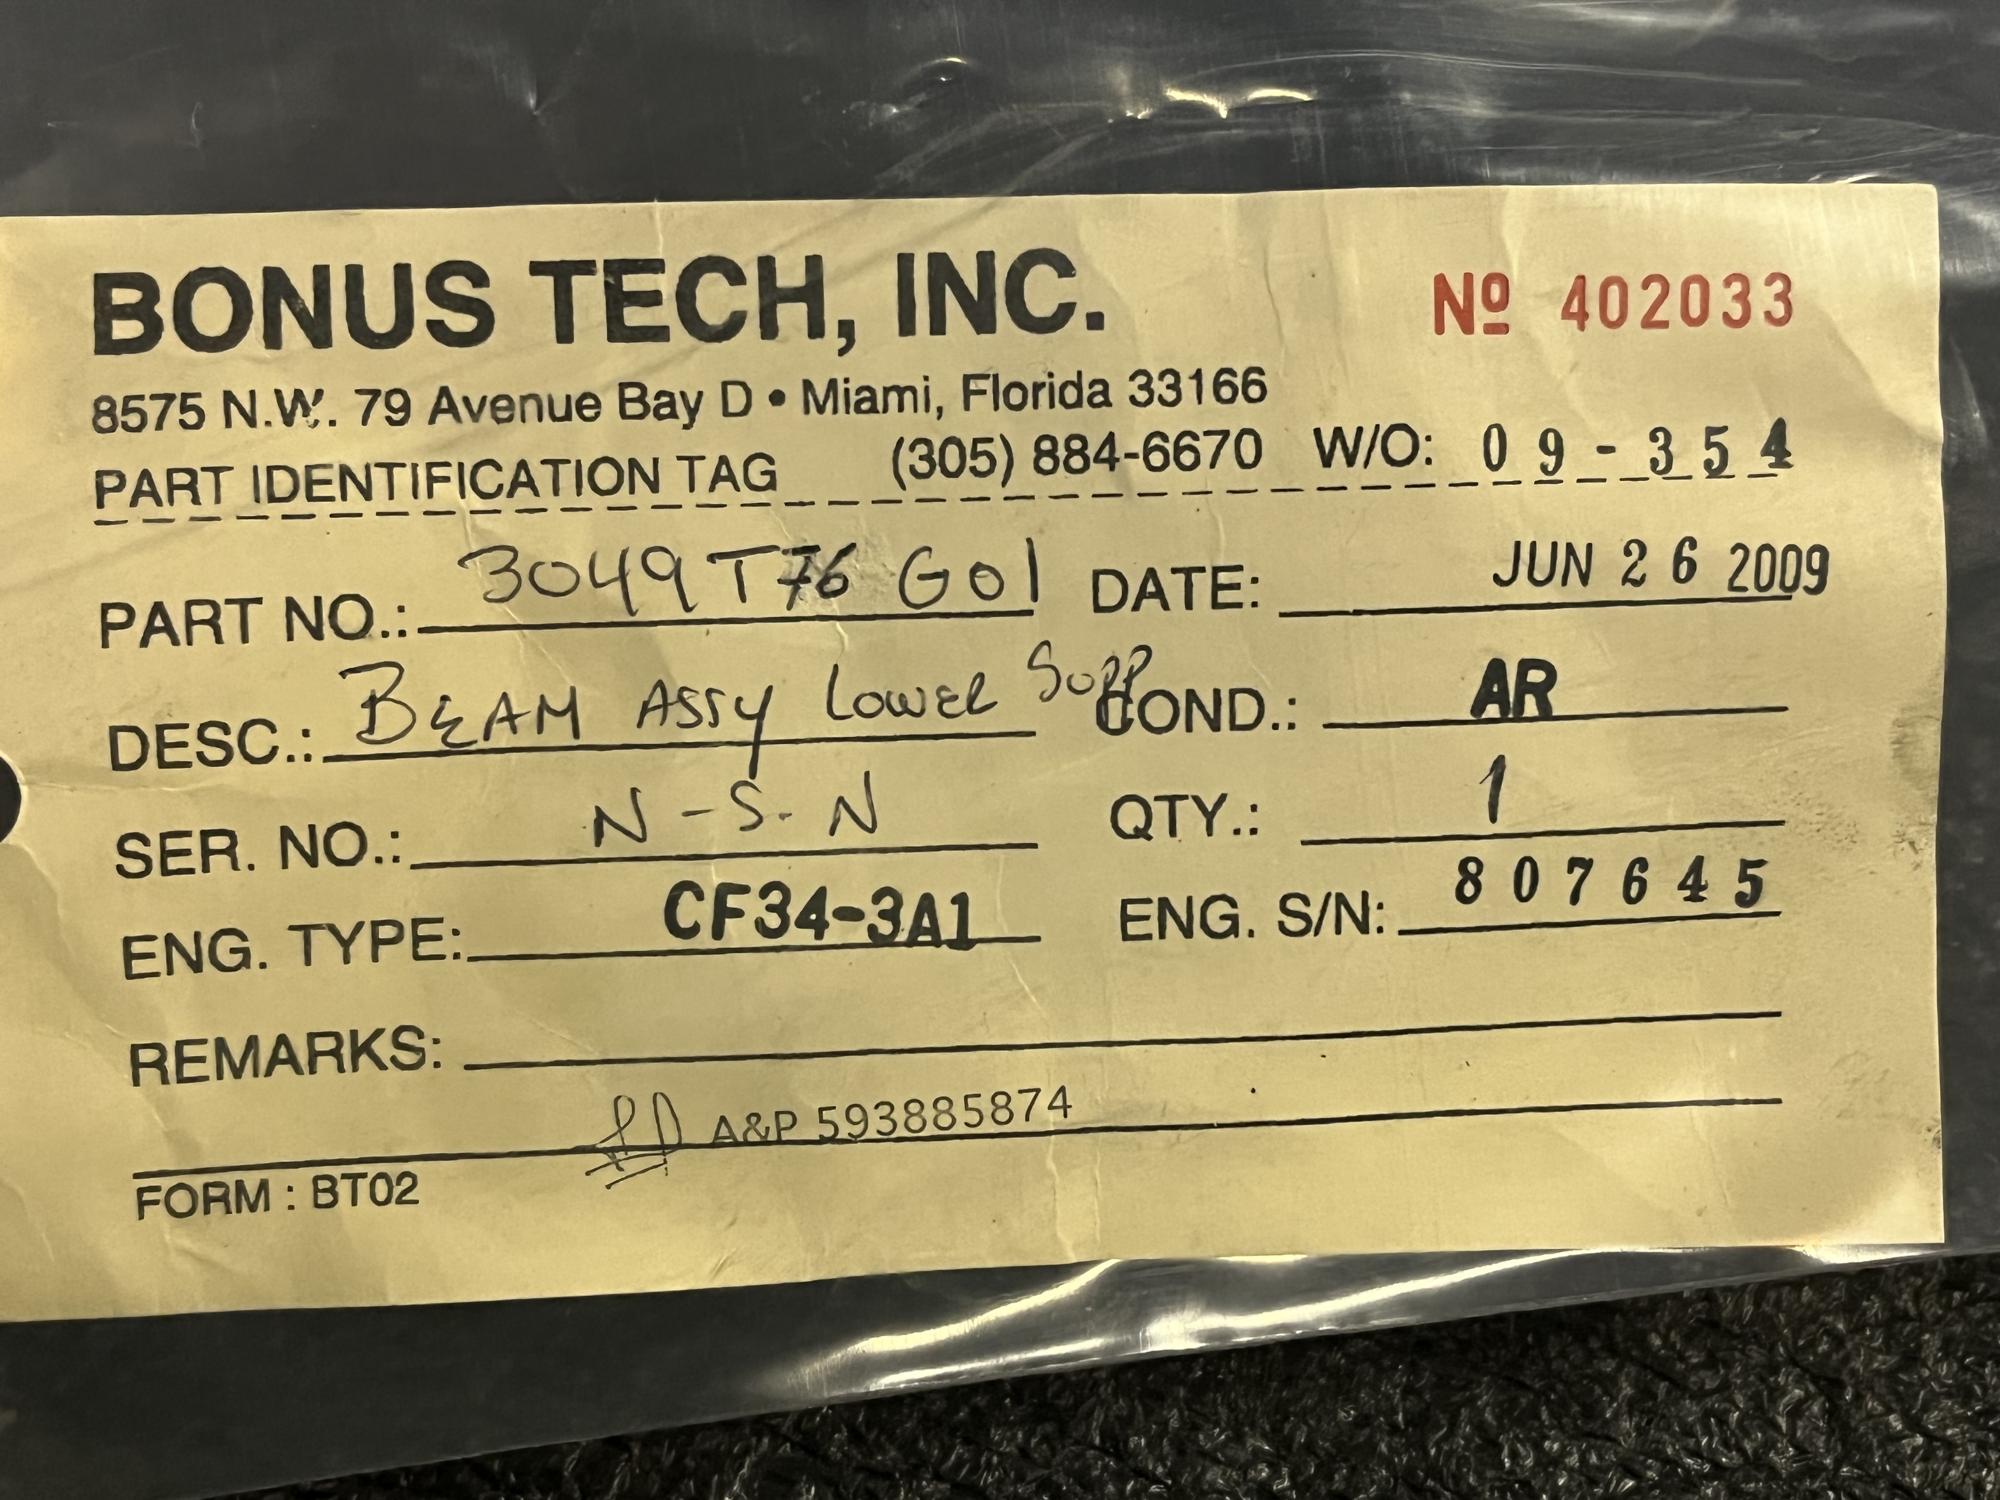 BONUS TECH, INC. Nº 402033
8575 N.W. 79 Avenue Bay D • Miami, Florida 33166
PART IDENTIFICATION TAG (305) 884-6670 W/O: 09-354
PART NO.: 3049T76 G01 DATE: JUN 26 2009
DESC.: BEAM ASSY LOWER SUPP COND.: AR
SER. NO.: N-S-N QTY.: 1
ENG. TYPE: CF34-3A1 ENG. S/N: 807645
REMARKS:
A&P 593885874
FORM : BT02